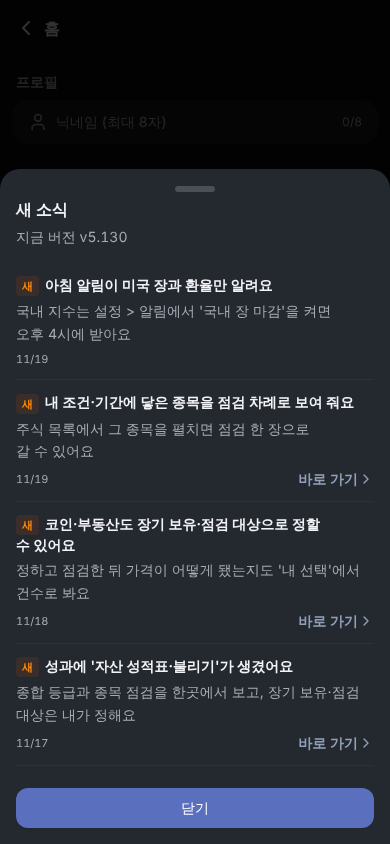 홈
프로필
닉네임 (최대 8자)
0/8
새 소식
지금 버전 v5.130
새 아침 알림이 미국 장과 환율만 알려요
국내 지수는 설정 > 알림에서 '국내 장 마감'을 켜면
오후 4시에 받아요
11/19
새 내 조건·기간에 닿은 종목을 점검 차례로 보여 줘요
주식 목록에서 그 종목을 펼치면 점검 한 장으로
갈 수 있어요
11/19
바로 가기
새 코인·부동산도 장기 보유·점검 대상으로 정할
수 있어요
정하고 점검한 뒤 가격이 어떻게 됐는지도 '내 선택'에서
건수로 봐요
11/18
바로 가기
새 성과에 '자산 성적표·불리기'가 생겼어요
종합 등급과 종목 점검을 한곳에서 보고, 장기 보유·점검
대상은 내가 정해요
11/17
바로 가기
닫기